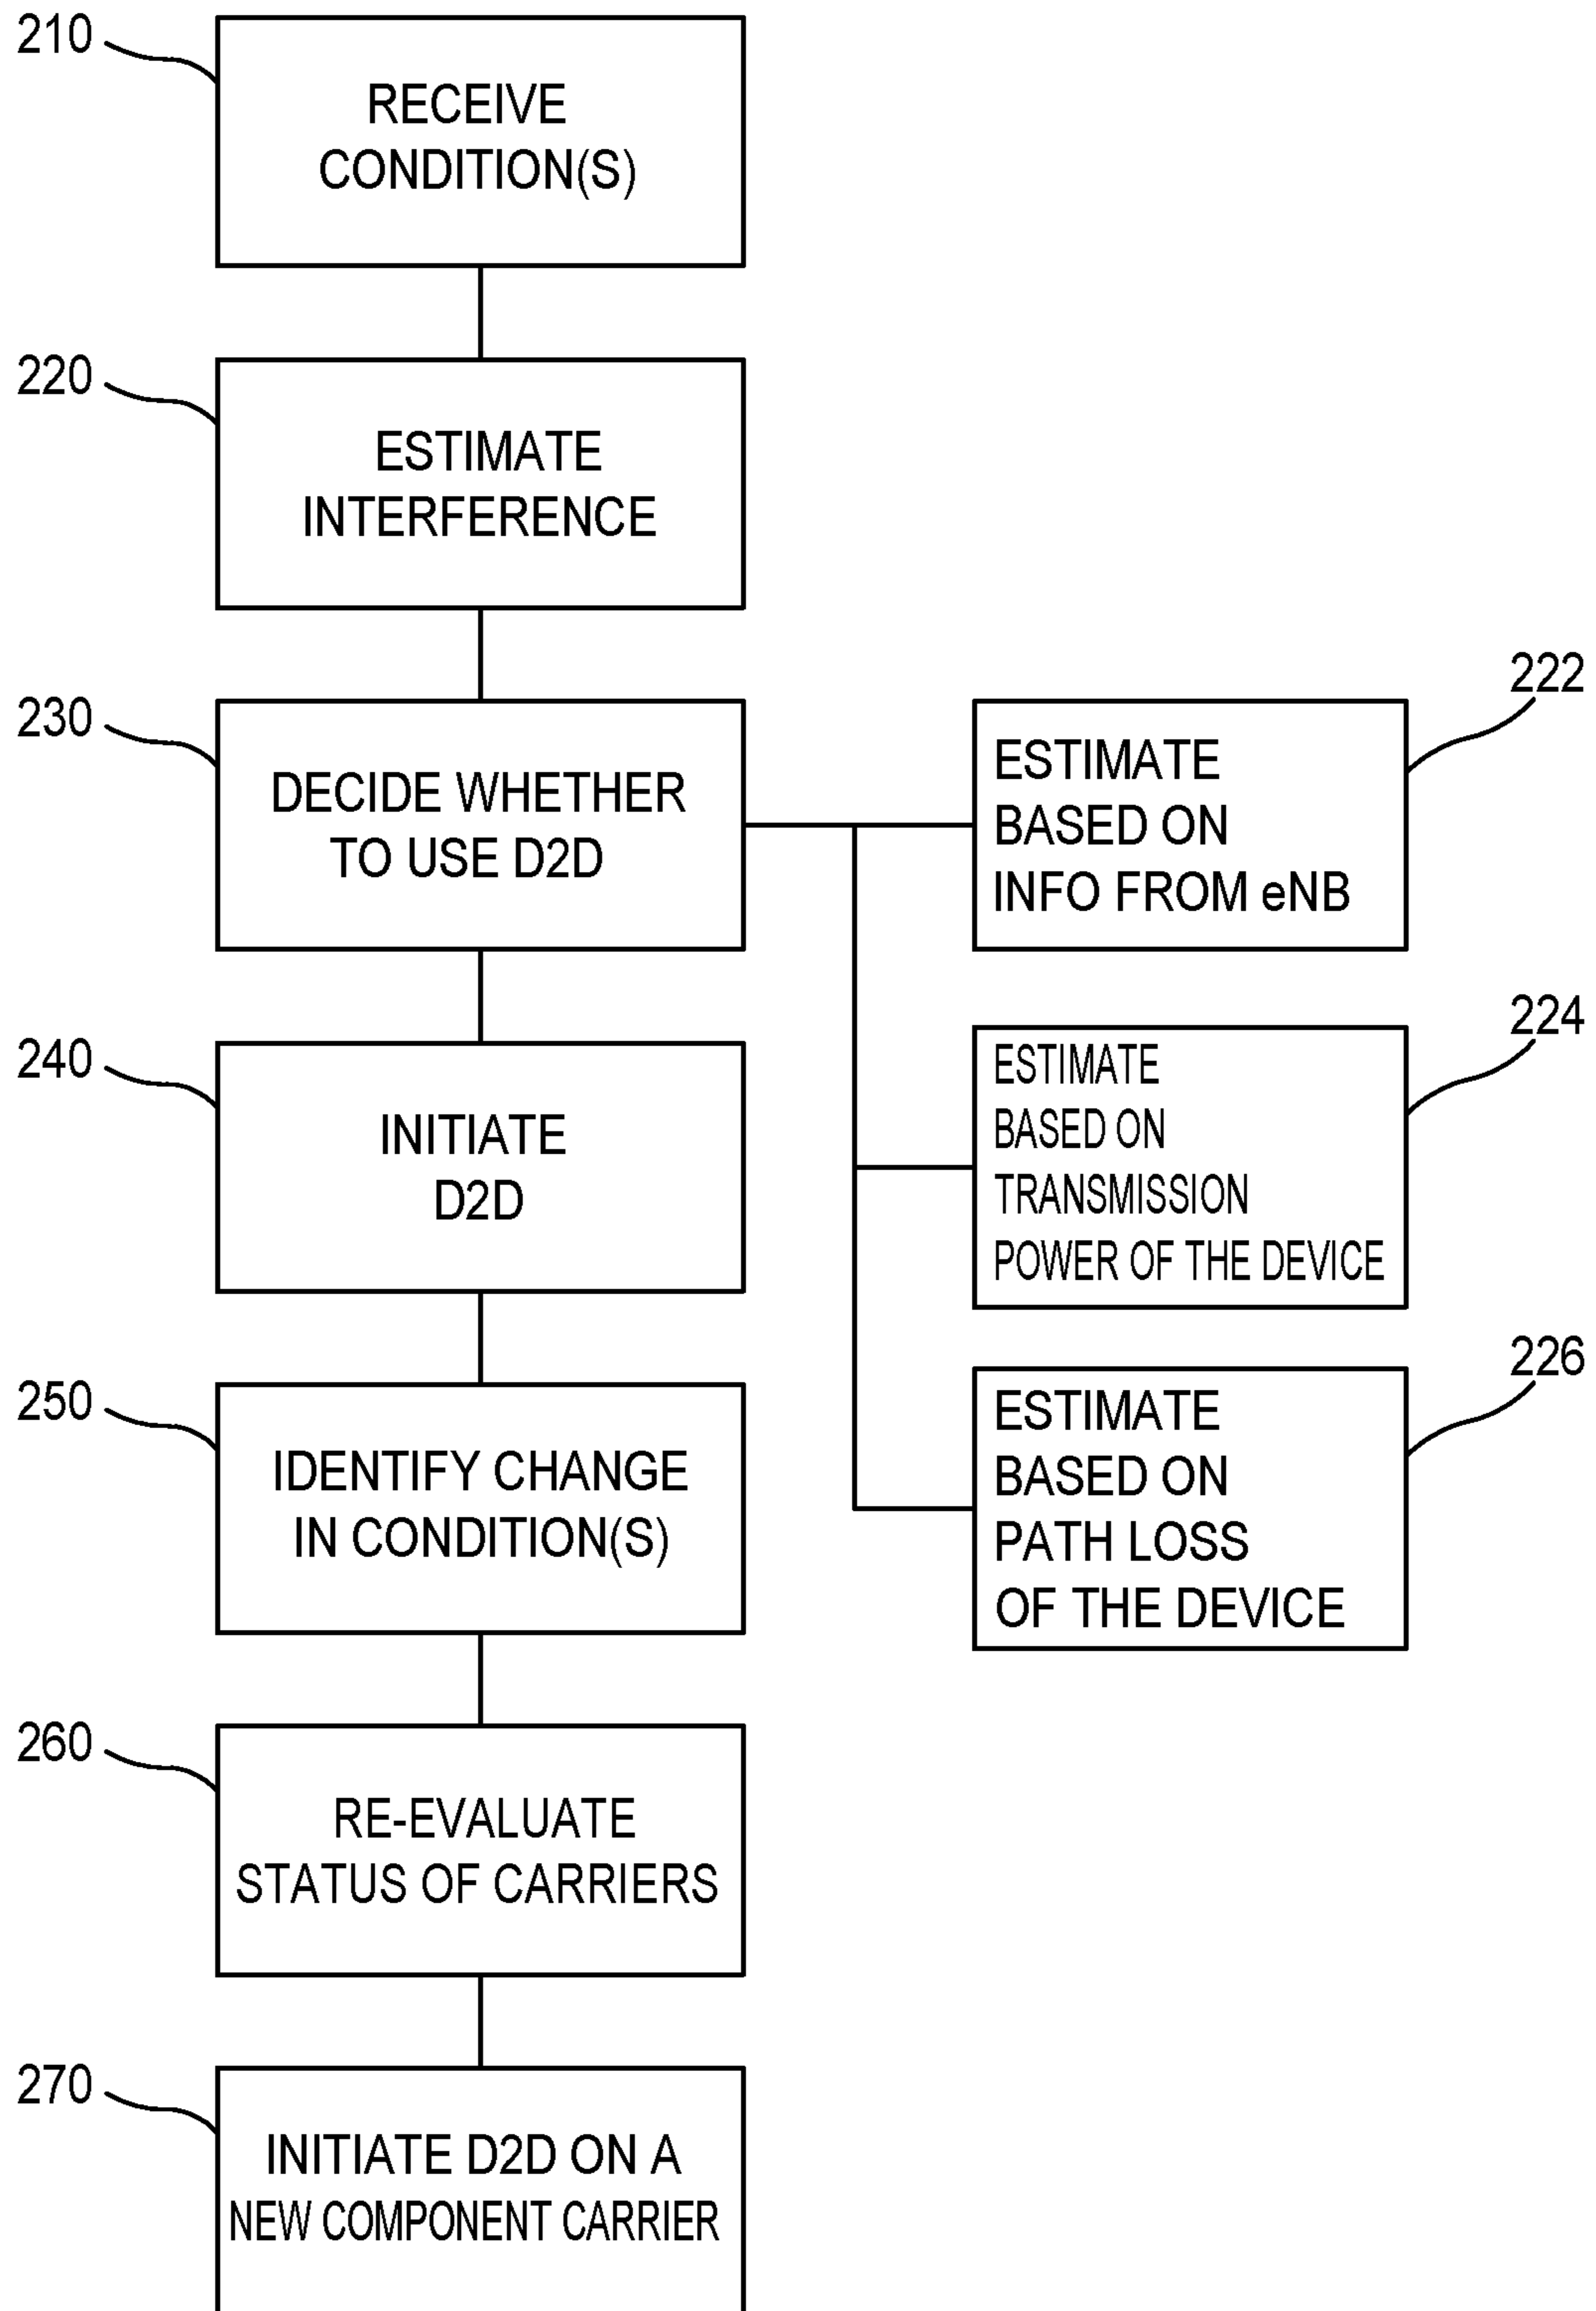 210
RECEIVE
CONDITION(S)
220
ESTIMATE
INTERFERENCE
230
DECIDE WHETHER
TO USE D2D
222
ESTIMATE
BASED ON
INFO FROM eNB
224
ESTIMATE
BASED ON
TRANSMISSION
POWER OF THE DEVICE
226
ESTIMATE
BASED ON
PATH LOSS
OF THE DEVICE
240
INITIATE
D2D
250
IDENTIFY CHANGE
IN CONDITION(S)
260
RE-EVALUATE
STATUS OF CARRIERS
270
INITIATE D2D ON A
NEW COMPONENT CARRIER